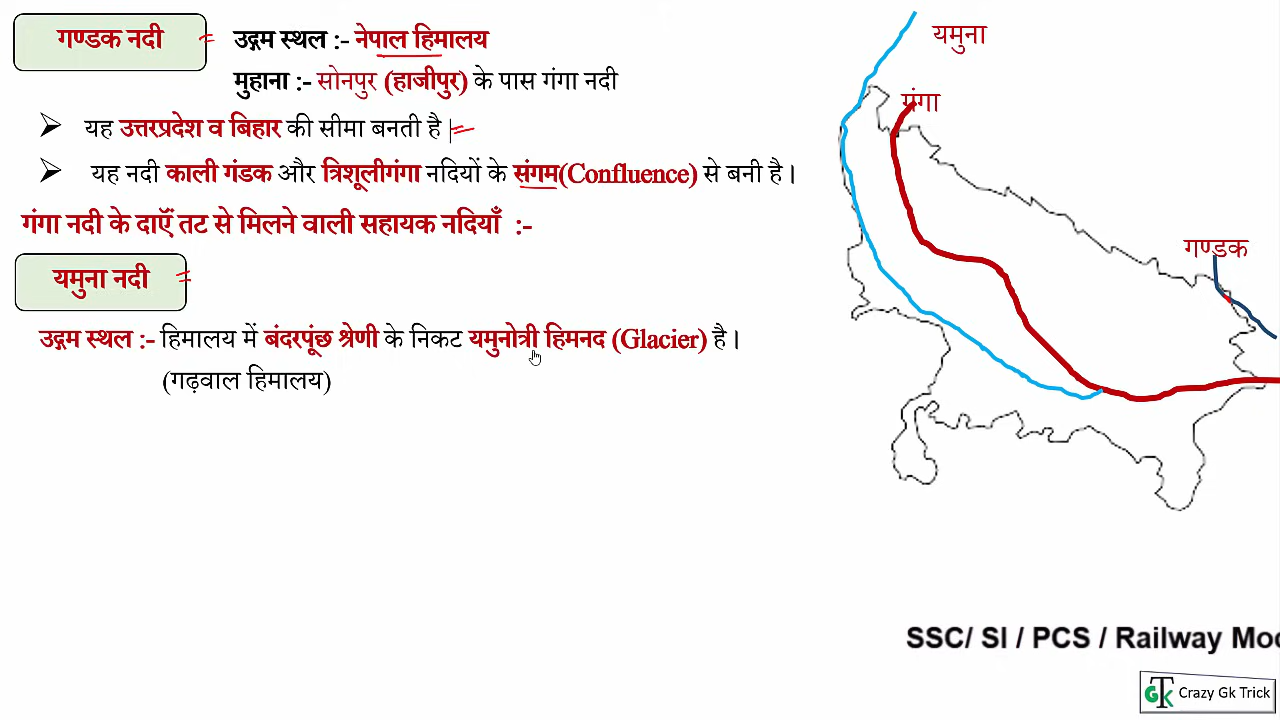 गण्डक नदी
उद्गम स्थल :- नेपाल हिमालय
मुहाना :- सोनपुर (हाजीपुर) के पास गंगा नदी
यह उत्तरप्रदेश व बिहार की सीमा बनती है |
यह नदी काली गंडक और त्रिशूलीगंगा नदियों के संगम(Confluence) से बनी है।
गंगा नदी के दाएँ तट से मिलने वाली सहायक नदियाँ :-
यमुना नदी
उद्गम स्थल :- हिमालय में बंदरपूंछ श्रेणी के निकट यमुनोत्री हिमनद (Glacier) है।
(गढ़वाल हिमालय)
यमुना
गंगा
गण्डक
SSC/ SI / PCS / Railway Moc
GTK Crazy Gk Trick